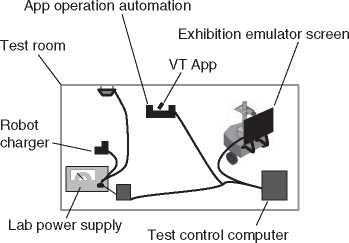 App operation automation
Exhibition emulator screen
Test room
VT App
Robot
charger
Lab power supply
Test control computer